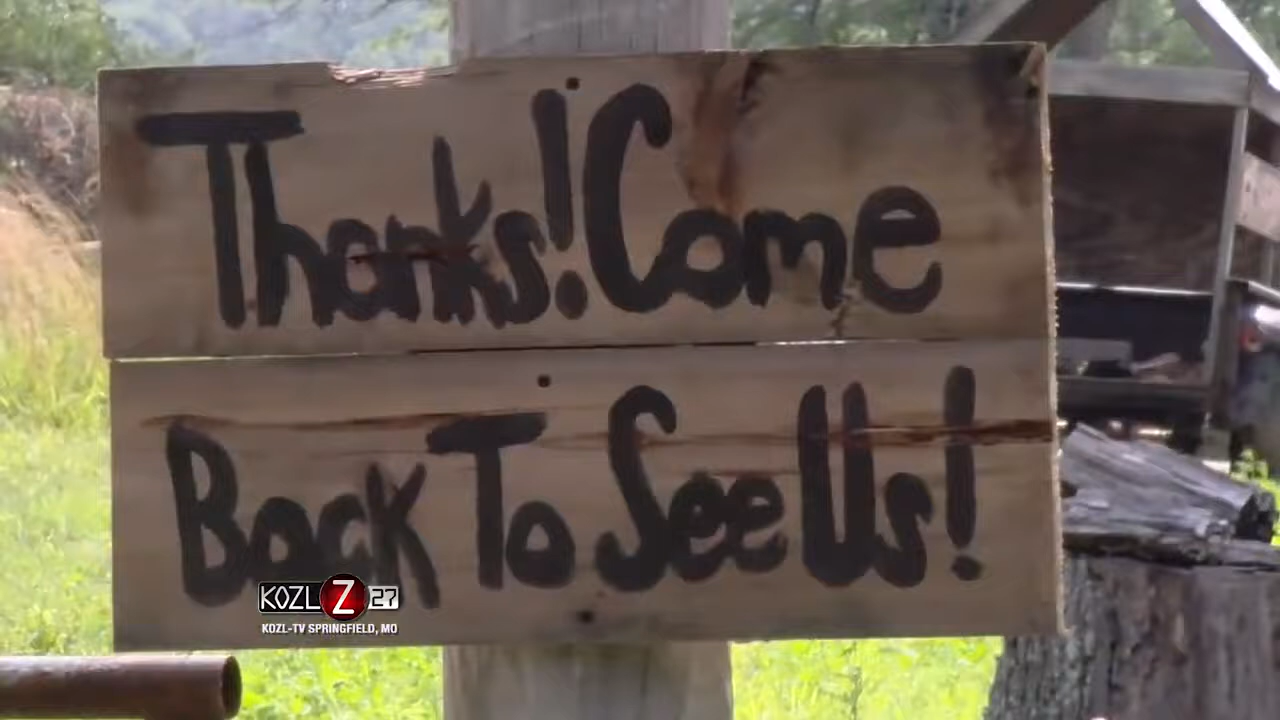 Thanks! Come
Back To See Us!
KOZL Z 27
KOZL-TV SPRINGFIELD, MO